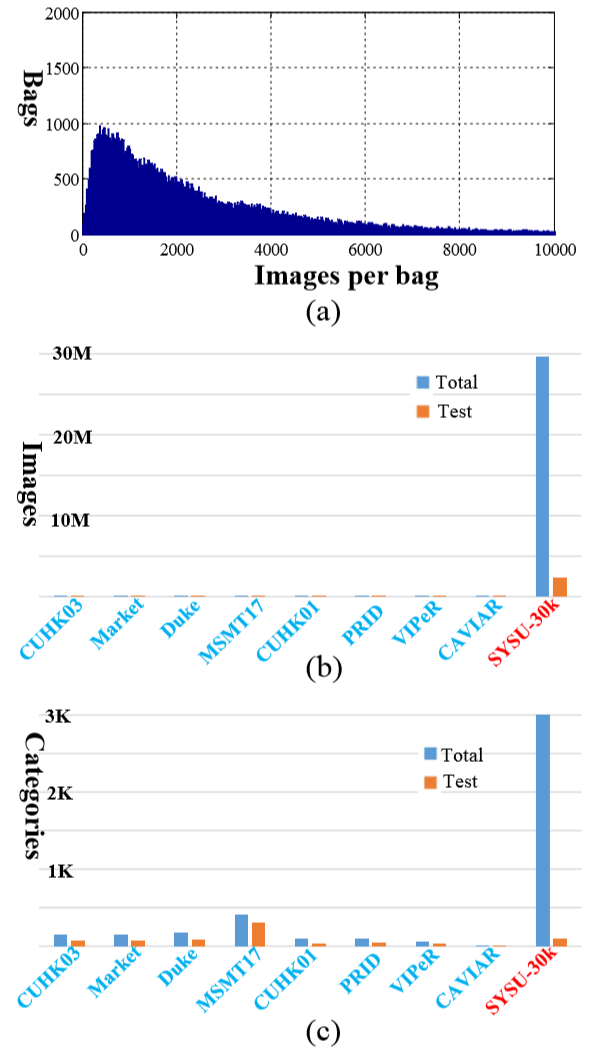 2000
1500
1000
500
0
Bags
0 2000 4000 6000 8000 10000
Images per bag
(a)
30M
20M
10M
Images
Total
Test
CUHK03 Market Duke MSMT17 CUHK01 PRID VIPeR CAVIAR SYSU-30k
(b)
3K
2K
1K
Categories
Total
Test
CUHK03 Market Duke MSMT17 CUHK01 PRID VIPeR CAVIAR SYSU-30k
(c)